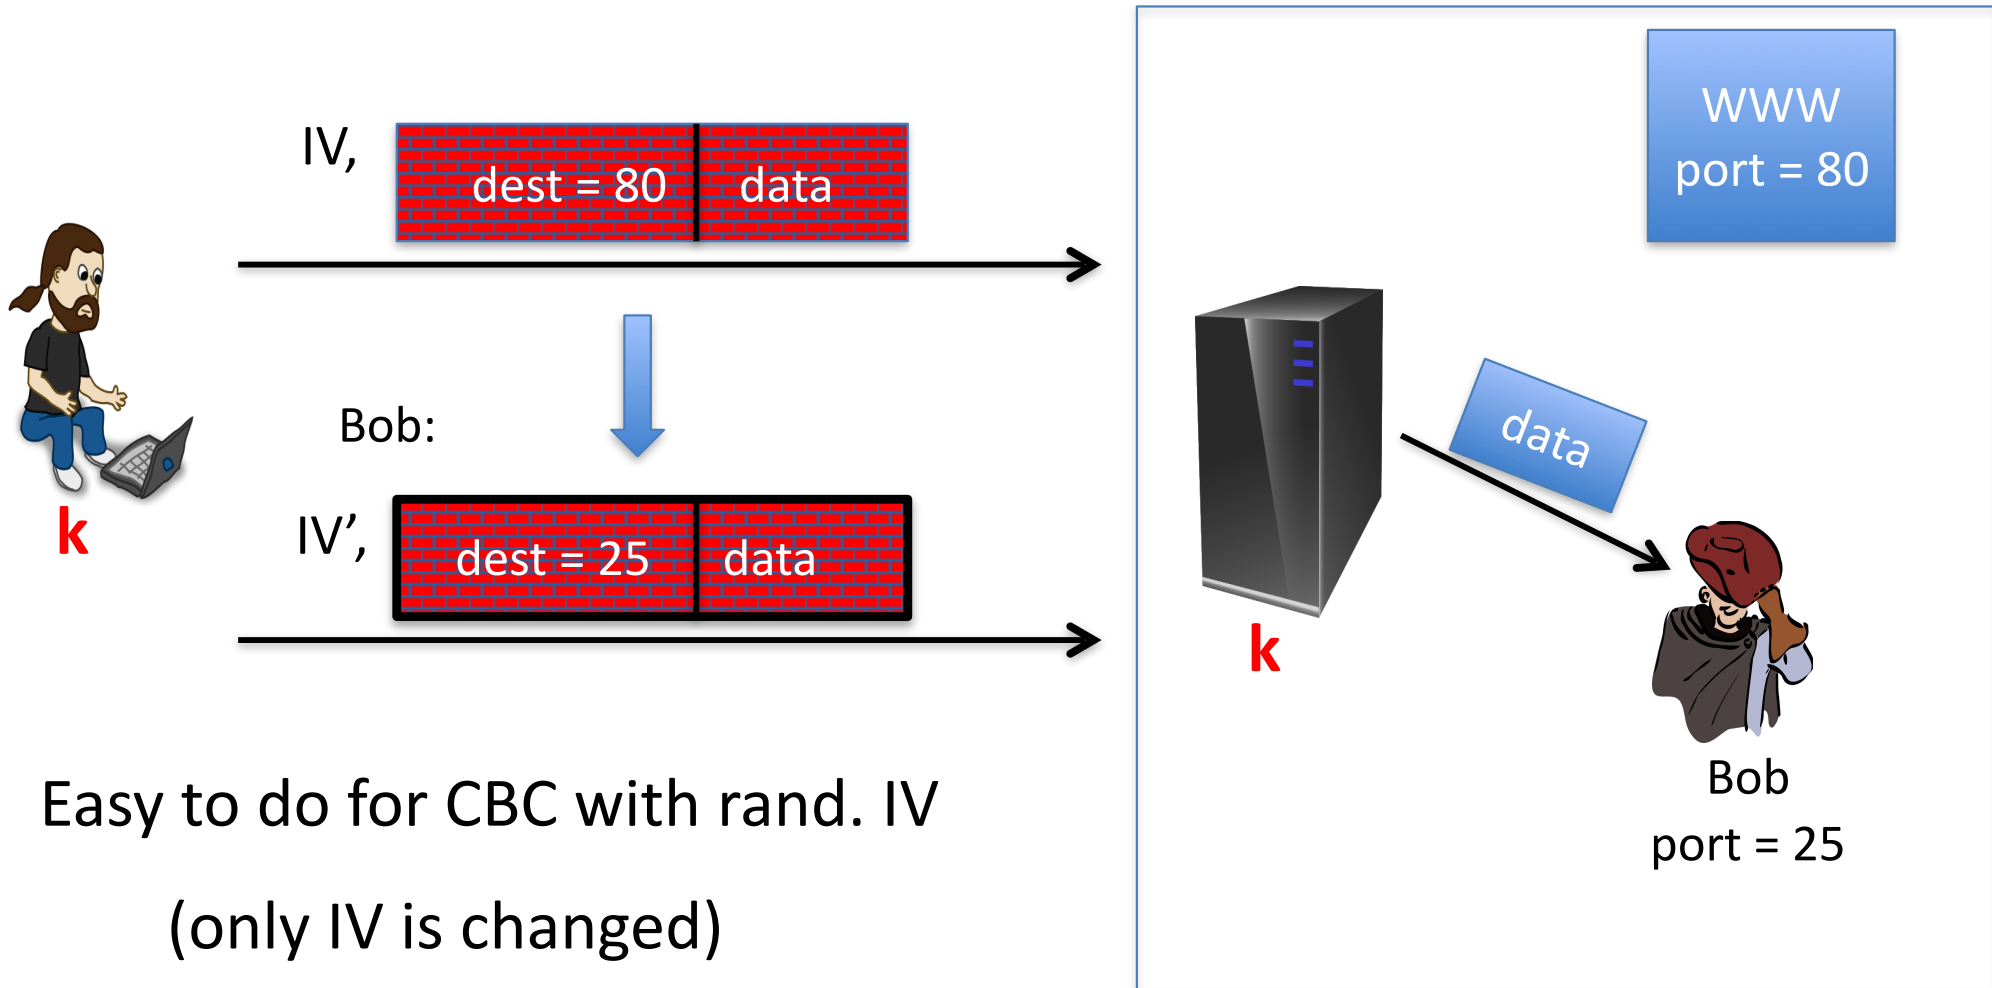 IV,
dest = 80
data
k
Bob:
IV’,
dest = 25
data
Easy to do for CBC with rand. IV
(only IV is changed)
WWW
port = 80
data
k
Bob
port = 25